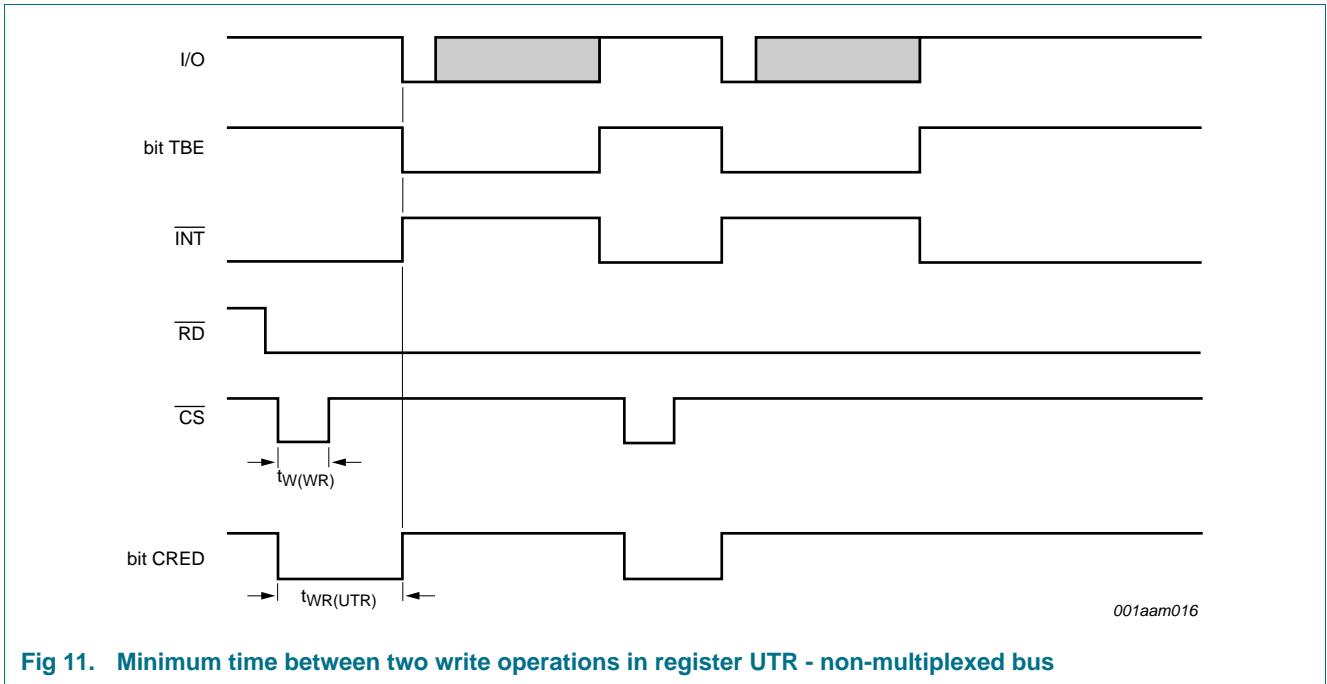 I/O
bit TBE
INT
RD
CS
tW(WR)
bit CRED
tWR(UTR)
001aam016
Fig 11. Minimum time between two write operations in register UTR - non-multiplexed bus